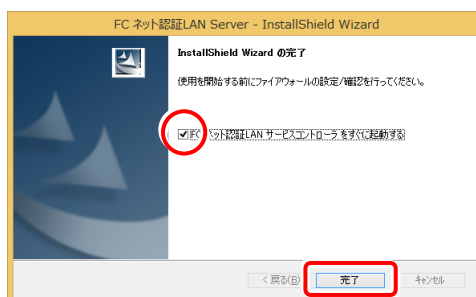 FC ネット認証LAN Server - InstallShield Wizard
InstallShield Wizard の完了
使用を開始する前にファイアウォールの設定/確認を行ってください。
FC ネット認証LAN サービスコントローラ をすぐに起動する
< 戻る(B)
完了
キャンセル